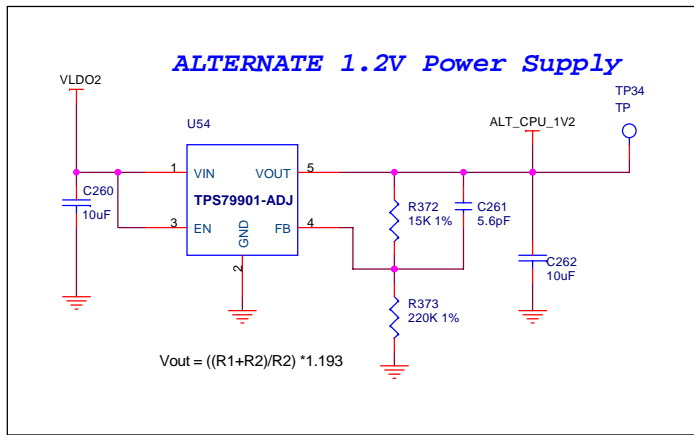 ALTERNATE 1.2V Power Supply
VLDO2
TP34
TP
ALT_CPU_1V2
U54
1
VIN
VOUT
5
C260
10uF
TPS79901-ADJ
R372
15K 1%
C261
5.6pF
3
EN
GND
FB
4
2
C262
10uF
R373
220K 1%
Vout = ((R1+R2)/R2) *1.193